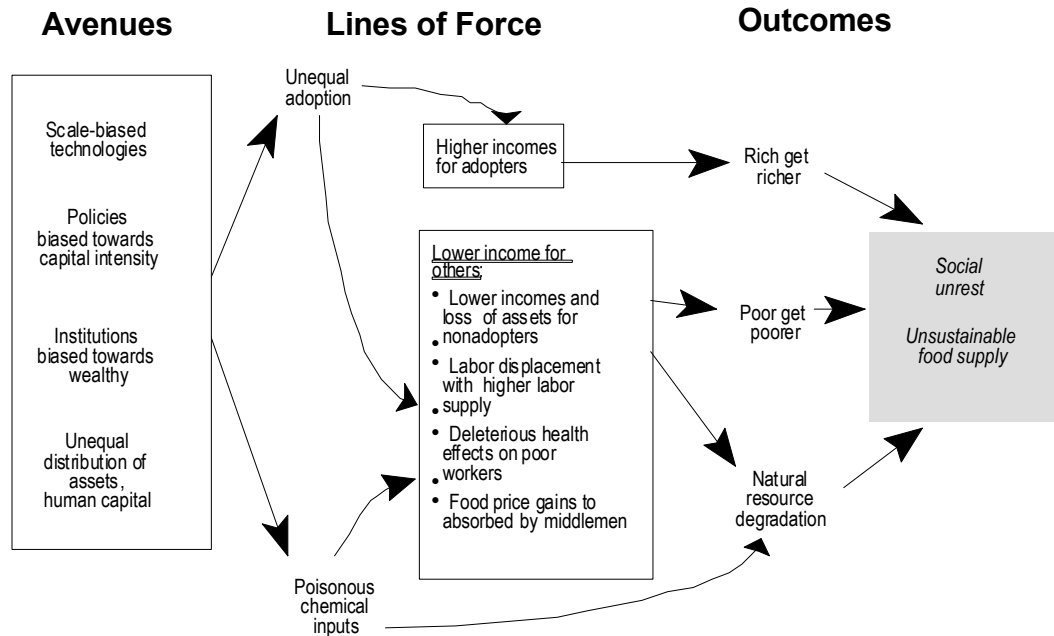 Avenues
Lines of Force
Outcomes
Scale-biased
technologies
Policies
biased towards
capital intensity
Institutions
biased towards
wealthy
Unequal
distribution of
assets,
human capital
Unequal
adoption
Poisonous
chemical
inputs
Higher incomes
for adopters
Lower income for
others:
• Lower incomes and
loss of assets for
nonadopters
•
• Labor displacement
with higher labor
supply
•
• Deleterious health
effects on poor
workers
•
• Food price gains to
absorbed by middlemen
Rich get
richer
Poor get
poorer
Natural
resource
degradation
Social
unrest
Unsustainable
food supply